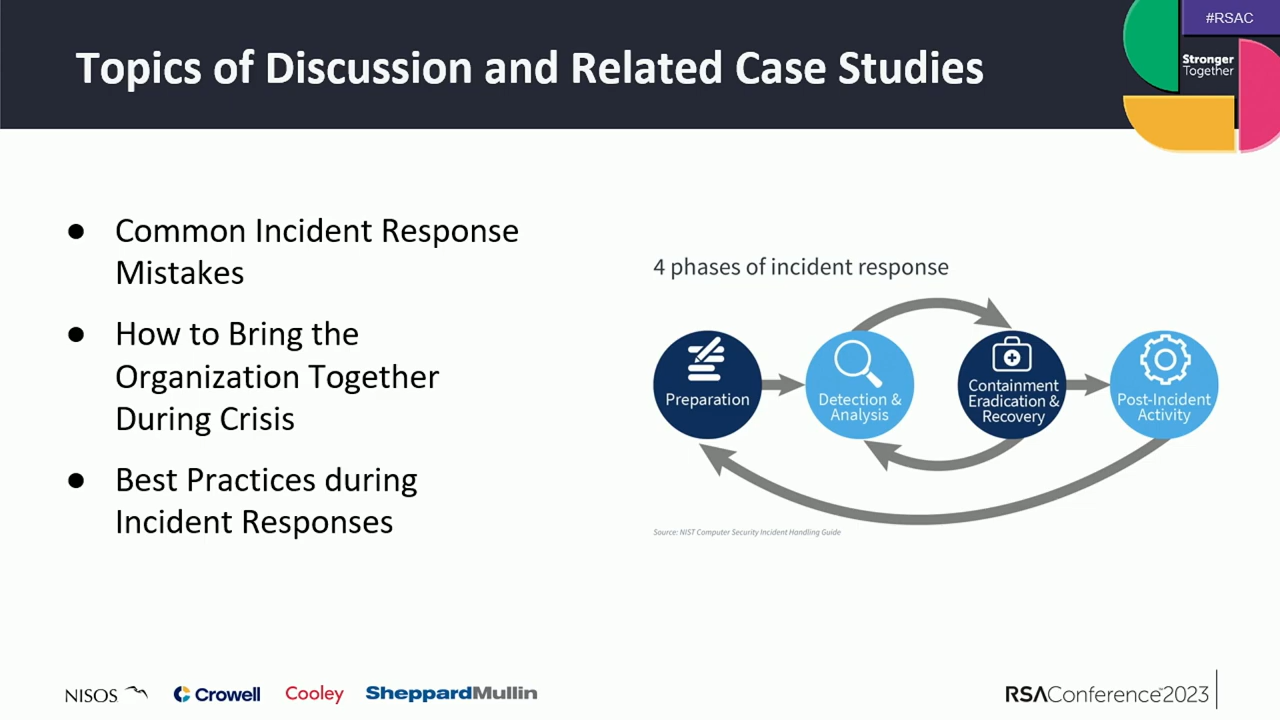 Topics of Discussion and Related Case Studies
#RSAC
Stronger
Together
● Common Incident Response
Mistakes
● How to Bring the
Organization Together
During Crisis
● Best Practices during
Incident Responses
4 phases of incident response
Preparation
Detection &
Analysis
Containment
Eradication &
Recovery
Post-Incident
Activity
Source: NIST Computer Security Incident Handling Guide
NISOS
Crowell
Cooley
SheppardMullin
RSAConference™2023